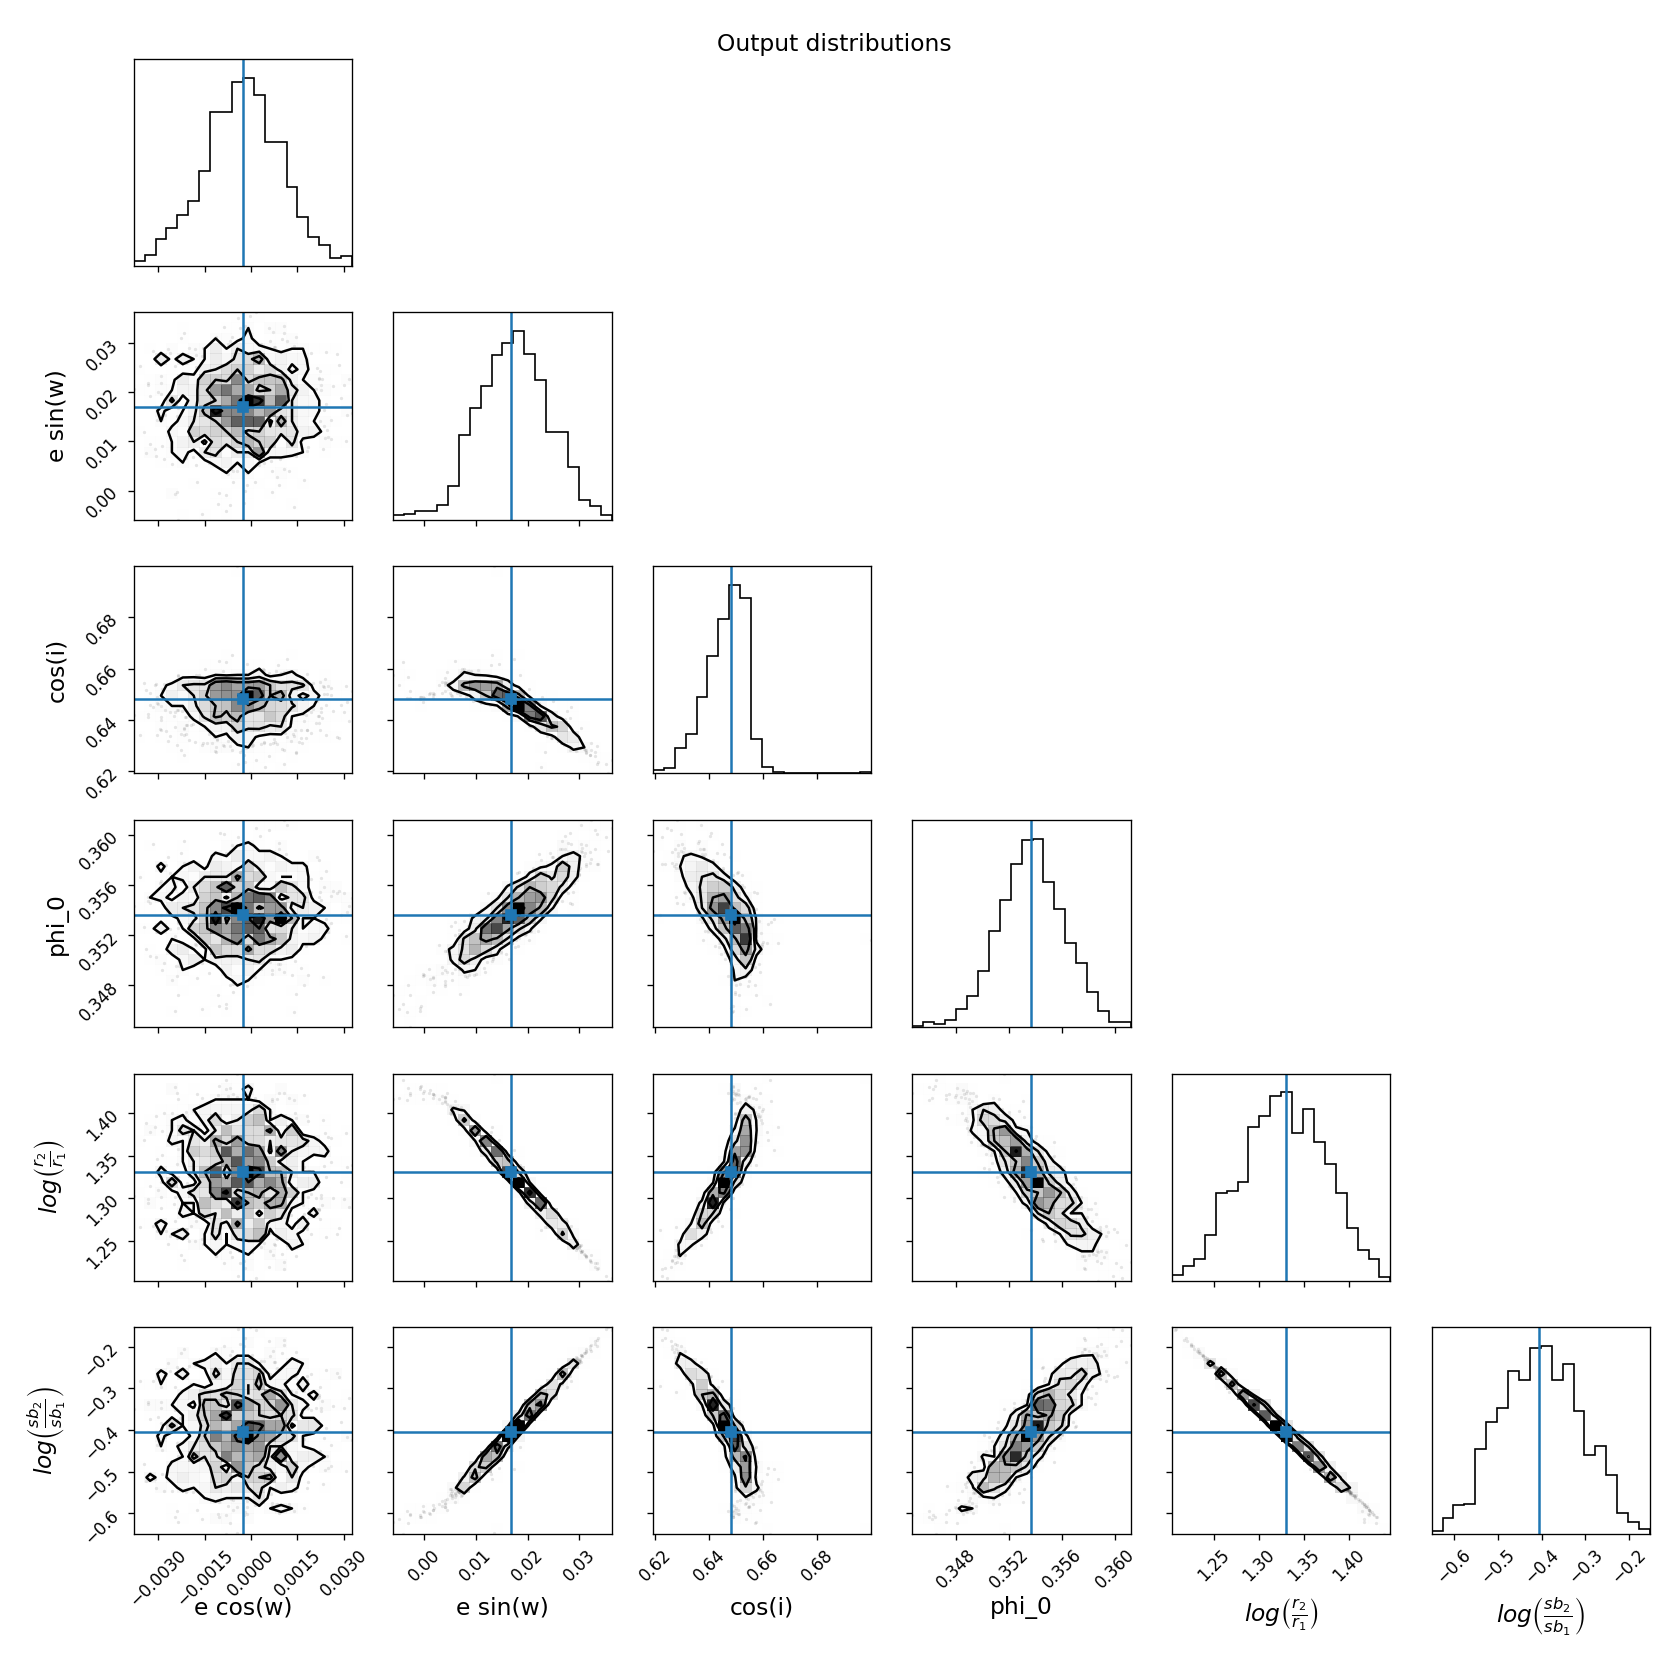 Output distributions
e sin(w)
0.03
0.02
0.01
0.00
cos(i)
0.68
0.66
0.64
0.62
phi_0
0.360
0.356
0.352
0.348
log(r₂/r₁)
1.40
1.35
1.30
1.25
log(sb₂/sb₁)
−0.2
−0.3
−0.4
−0.5
−0.6
−0.0030 −0.0015 0.0000 0.0015 0.0030 0.00 0.01 0.02 0.03 0.62 0.64 0.66 0.68 0.348 0.352 0.356 0.360 1.25 1.30 1.35 1.40 −0.6 −0.5 −0.4 −0.3 −0.2
e cos(w) e sin(w) cos(i) phi_0 log(r₂/r₁) log(sb₂/sb₁)